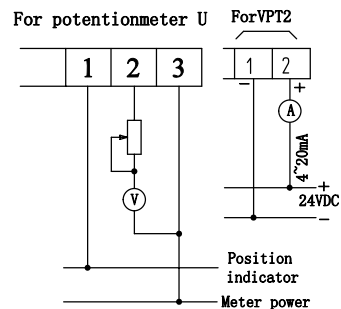 For potentionmeter U
ForVPT2
1 2 3
1 2
− +
A
4~20mA
V
+
24VDC
−
Position
indicator
Meter power